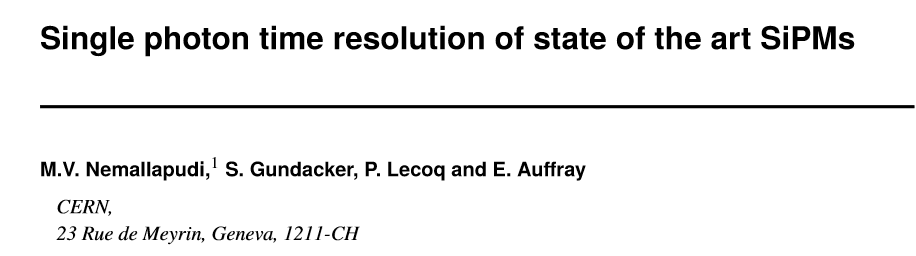 Single photon time resolution of state of the art SiPMs
M.V. Nemallapudi,1 S. Gundacker, P. Lecoq and E. Auffray
CERN,
23 Rue de Meyrin, Geneva, 1211-CH